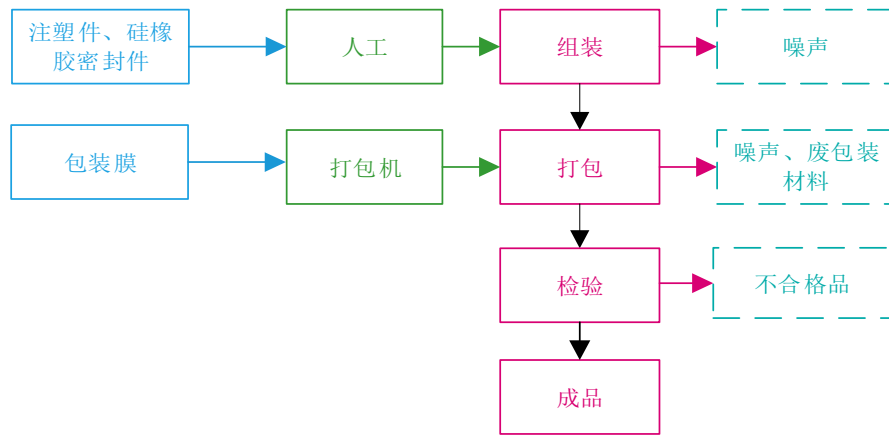 注塑件、硅橡
胶密封件
人工
组装
噪声
包装膜
打包机
打包
噪声、废包装
材料
检验
不合格品
成品